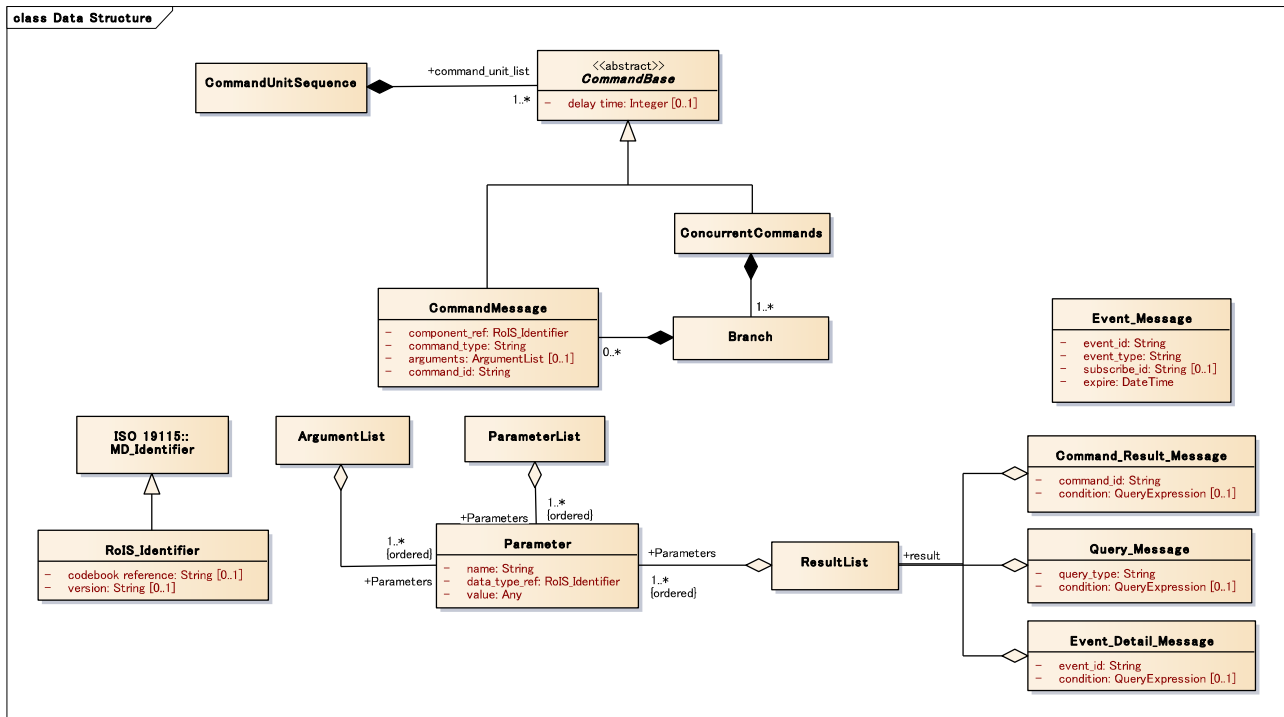 class Data Structure
CommandUnitSequence
+command_unit_list
1..*
<<abstract>>
CommandBase
- delay time: Integer [0..1]
ConcurrentCommands
1..*
CommandMessage
- component_ref: RoIS_Identifier
- command_type: String
- arguments: ArgumentList [0..1]
- command_id: String
0..*
Branch
Event_Message
- event_id: String
- event_type: String
- subscribe_id: String [0..1]
- expire: DateTime
ISO 19115::
MD_Identifier
ArgumentList
ParameterList
Command_Result_Message
- command_id: String
- condition: QueryExpression [0..1]
1..*
{ordered}
+Parameters
RoIS_Identifier
- codebook reference: String [0..1]
- version: String [0..1]
1..*
{ordered}
+Parameters
Parameter
- name: String
- data_type_ref: RoIS_Identifier
- value: Any
+Parameters
1..*
{ordered}
ResultList
+result
Query_Message
- query_type: String
- condition: QueryExpression [0..1]
Event_Detail_Message
- event_id: String
- condition: QueryExpression [0..1]